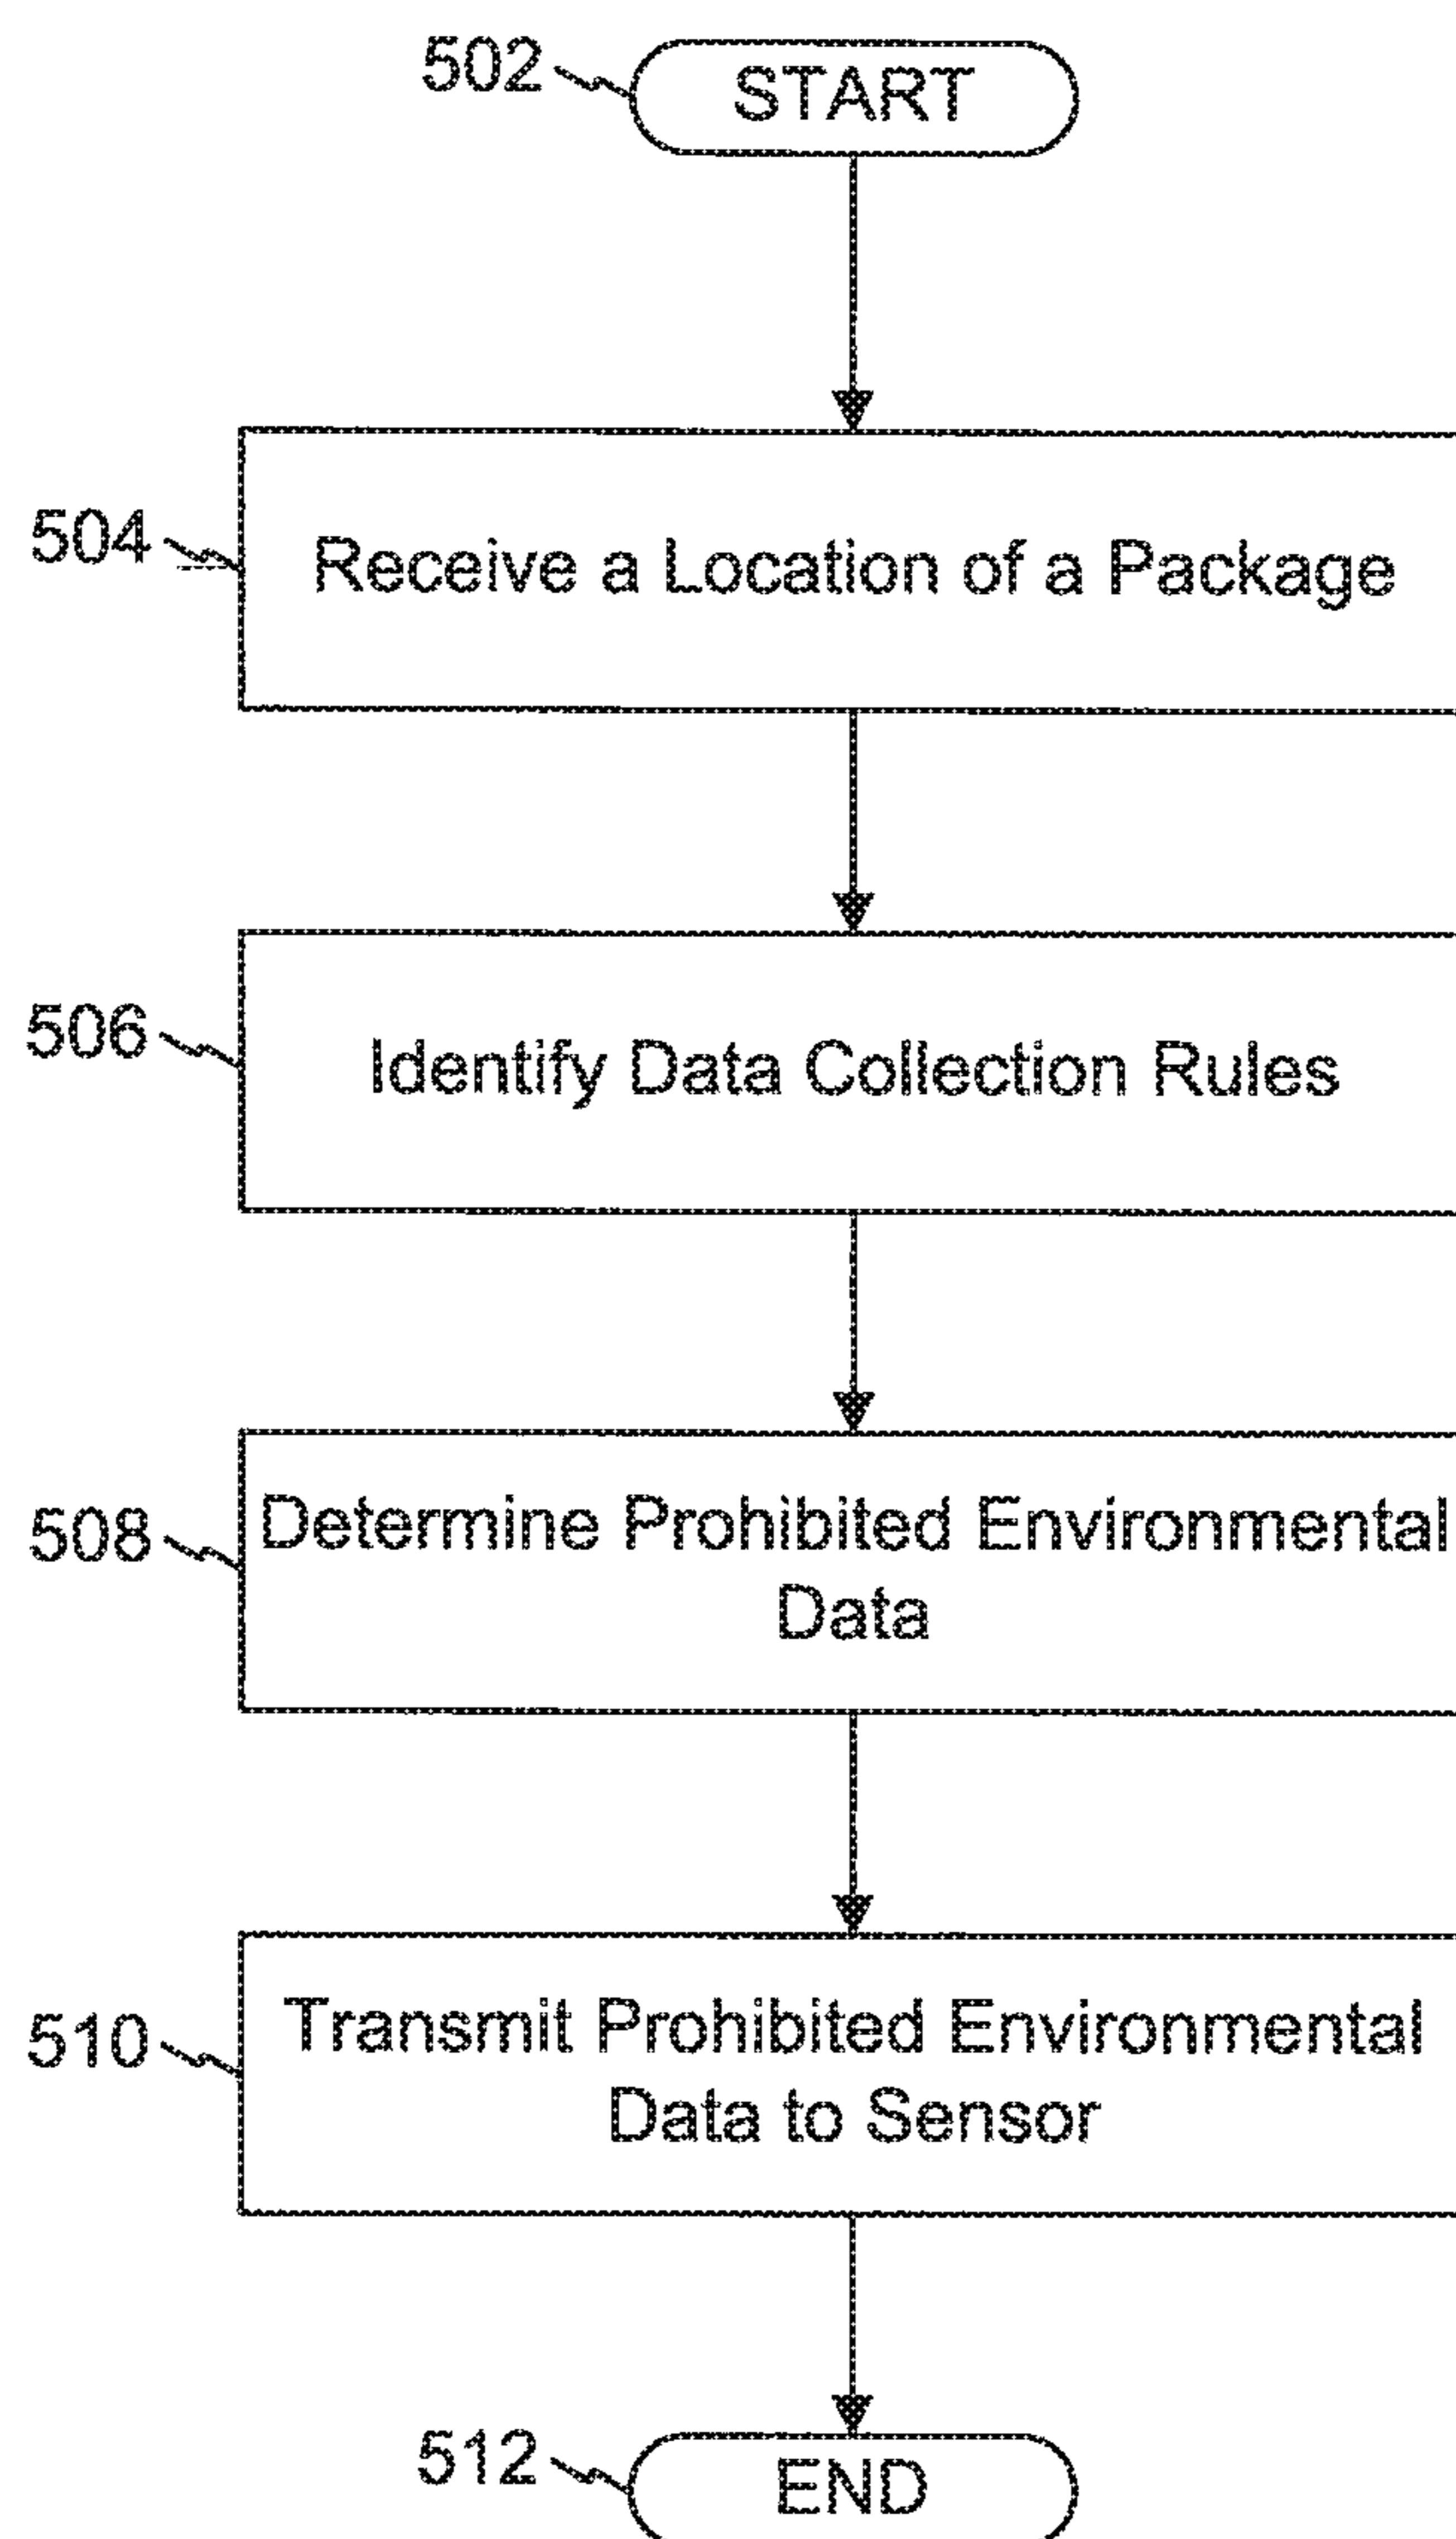 502
START
504
Receive a Location of a Package
506
Identify Data Collection Rules
508
Determine Prohibited Environmental
Data
510
Transmit Prohibited Environmental
Data to Sensor
512
END